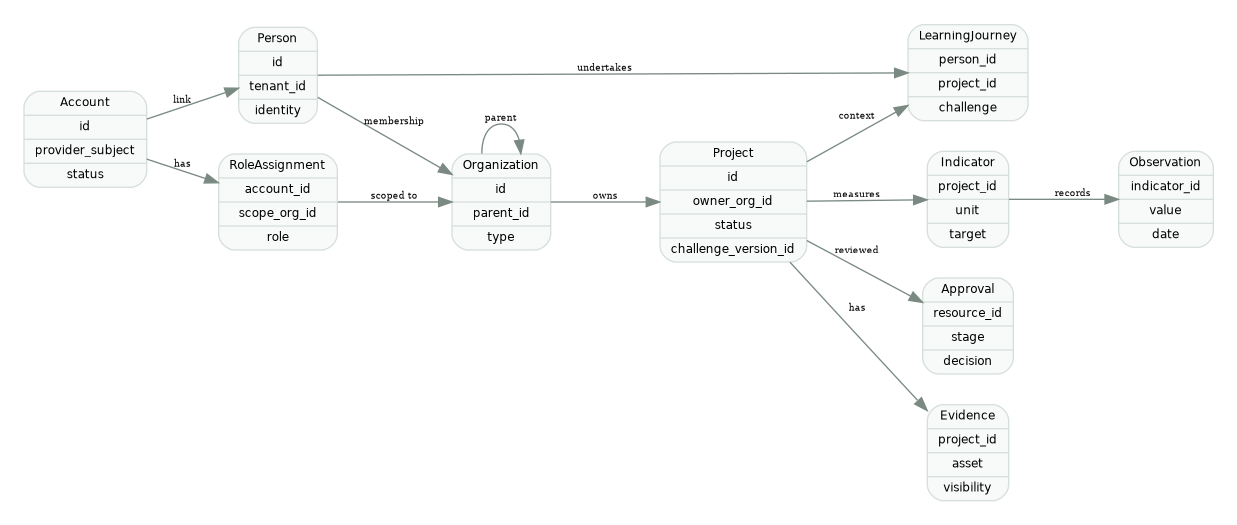 Account
id
provider_subject
status
link
has
Person
id
tenant_id
identity
RoleAssignment
account_id
scope_org_id
role
undertakes
membership
scoped to
parent
Organization
id
parent_id
type
owns
Project
id
owner_org_id
status
challenge_version_id
context
measures
reviewed
has
LearningJourney
person_id
project_id
challenge
Indicator
project_id
unit
target
records
Observation
indicator_id
value
date
Approval
resource_id
stage
decision
Evidence
project_id
asset
visibility